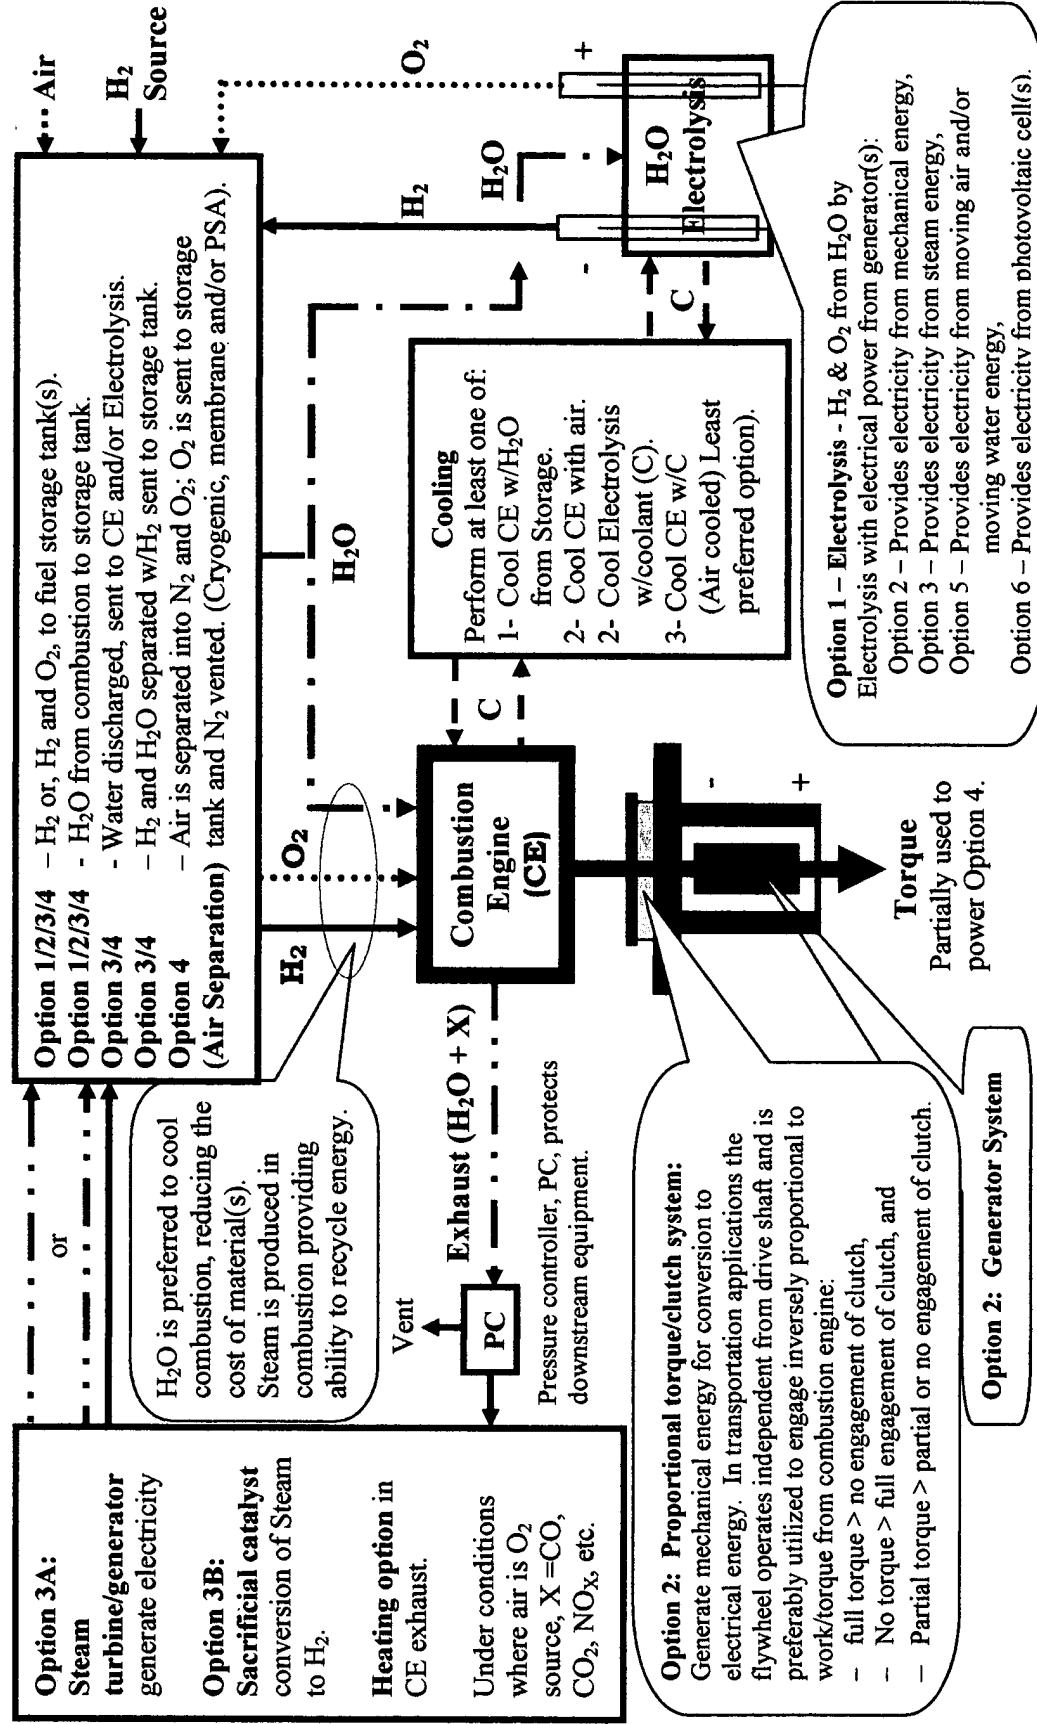 Option 3A:
Steam
turbine/generator
generate electricity
Option 3B:
Sacrificial catalyst
conversion of Steam
to H₂.
Heating option in
CE exhaust.
Under conditions
where air is O₂
source, X =CO,
CO₂, NOₓ, etc.
or
H₂O is preferred to cool
combustion, reducing the
cost of material(s).
Steam is produced in
combustion providing
ability to recycle energy.
Vent
PC
Exhaust (H₂O + X)
Pressure controller, PC, protects
downstream equipment.
Option 1/2/3/4 – H₂ or, H₂ and O₂, to fuel storage tank(s).
Option 1/2/3/4 - H₂O from combustion to storage tank.
Option 3/4 - Water discharged, sent to CE and/or Electrolysis.
Option 3/4 – H₂ and H₂O separated w/H₂ sent to storage tank.
Option 4 – Air is separated into N₂ and O₂; O₂ is sent to storage
(Air Separation) tank and N₂ vented. (Cryogenic, membrane and/or PSA).
Air
H₂
Source
H₂
O₂
H₂O
H₂
H₂O
O₂
Combustion
Engine
(CE)
C
Cooling
Perform at least one of:
1- Cool CE w/H₂O
from Storage.
2- Cool CE with air.
2- Cool Electrolysis
w/coolant (C).
3- Cool CE w/C
(Air cooled) Least
preferred option).
C
-
+
H₂O
Electrolysis
Option 2: Proportional torque/clutch system:
Generate mechanical energy for conversion to
electrical energy. In transportation applications the
flywheel operates independent from drive shaft and is
preferably utilized to engage inversely proportional to
work/torque from combustion engine:
– full torque > no engagement of clutch,
– No torque > full engagement of clutch, and
– Partial torque > partial or no engagement of clutch.
Option 2: Generator System
-
+
Torque
Partially used to
power Option 4.
Option 1 – Electrolysis - H₂ & O₂ from H₂O by
Electrolysis with electrical power from generator(s):
Option 2 – Provides electricity from mechanical energy,
Option 3 – Provides electricity from steam energy,
Option 5 – Provides electricity from moving air and/or
moving water energy,
Option 6 – Provides electricity from photovoltaic cell(s).